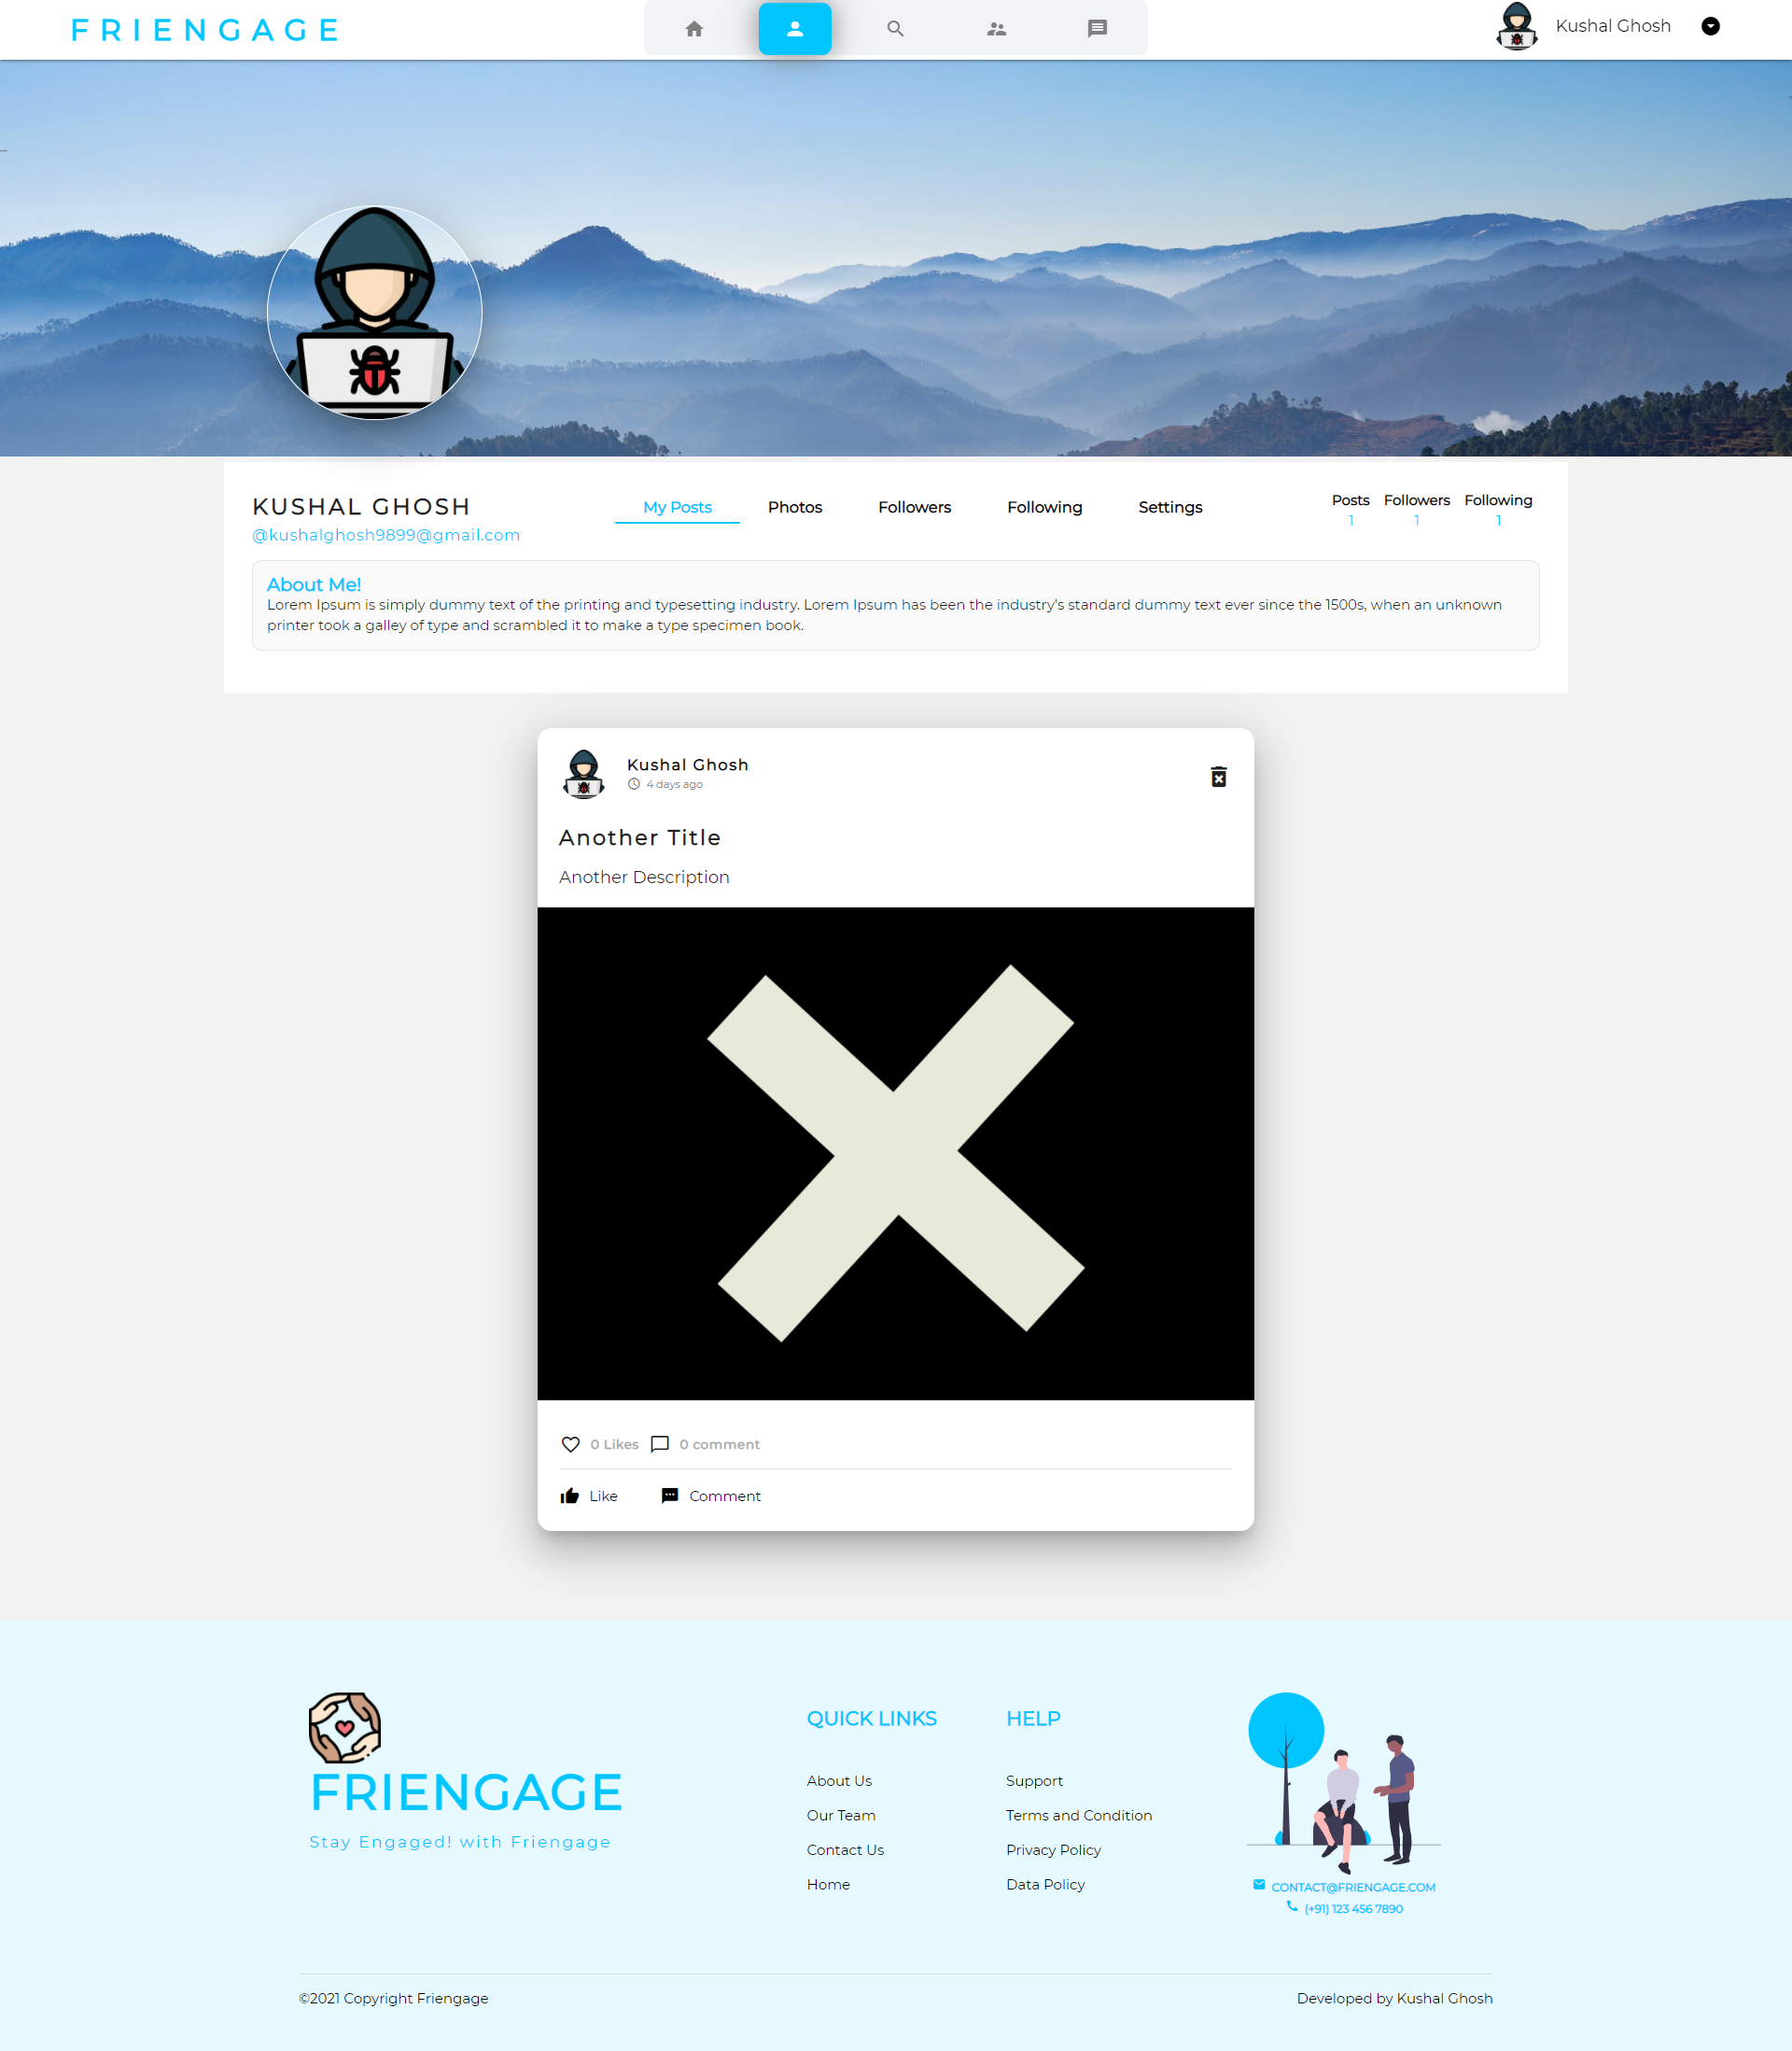 FRIENGAGE
Kushal Ghosh
KUSHAL GHOSH
@kushalghosh9899@gmail.com
My Posts
Photos
Followers
Following
Settings
Posts
1
Followers
1
Following
1
About Me!
Lorem Ipsum is simply dummy text of the printing and typesetting industry. Lorem Ipsum has been the industry's standard dummy text ever since the 1500s, when an unknown
printer took a galley of type and scrambled it to make a type specimen book.
Kushal Ghosh
4 days ago
Another Title
Another Description
0 Likes
0 comment
Like
Comment
FRIENGAGE
Stay Engaged! with Friengage
QUICK LINKS
About Us
Our Team
Contact Us
Home
HELP
Support
Terms and Condition
Privacy Policy
Data Policy
CONTACT@FRIENGAGE.COM
(+91) 123 456 7890
©2021 Copyright Friengage
Developed by Kushal Ghosh